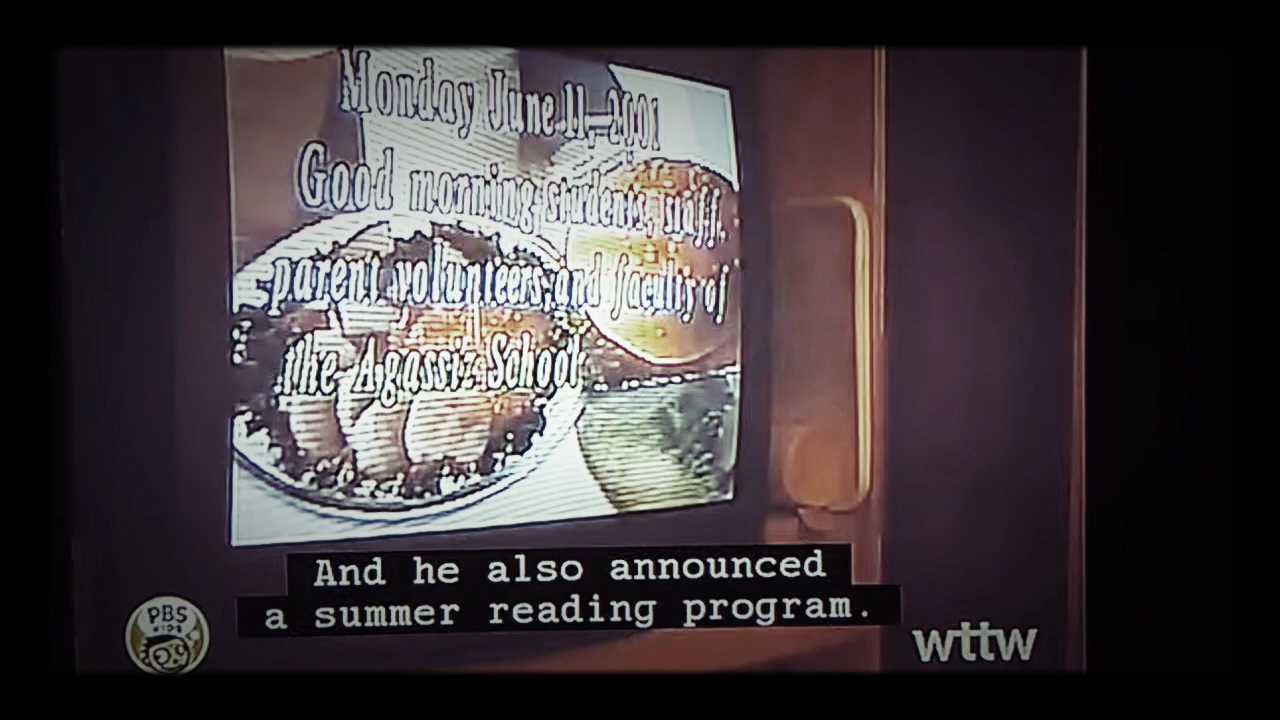 Monday June 11, 2001
Good morning students, staff,
parent volunteers, and faculty of
the Agassiz School
And he also announced
a summer reading program.
PBS
KIDS
wttw